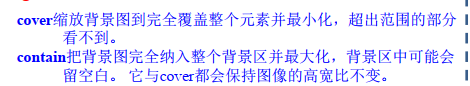 cover缩放背景图到完全覆盖整个元素并最小化，超出范围的部分
看不到。
contain把背景图完全纳入整个背景区并最大化，背景区中可能会
留空白。 它与cover都会保持图像的高宽比不变。